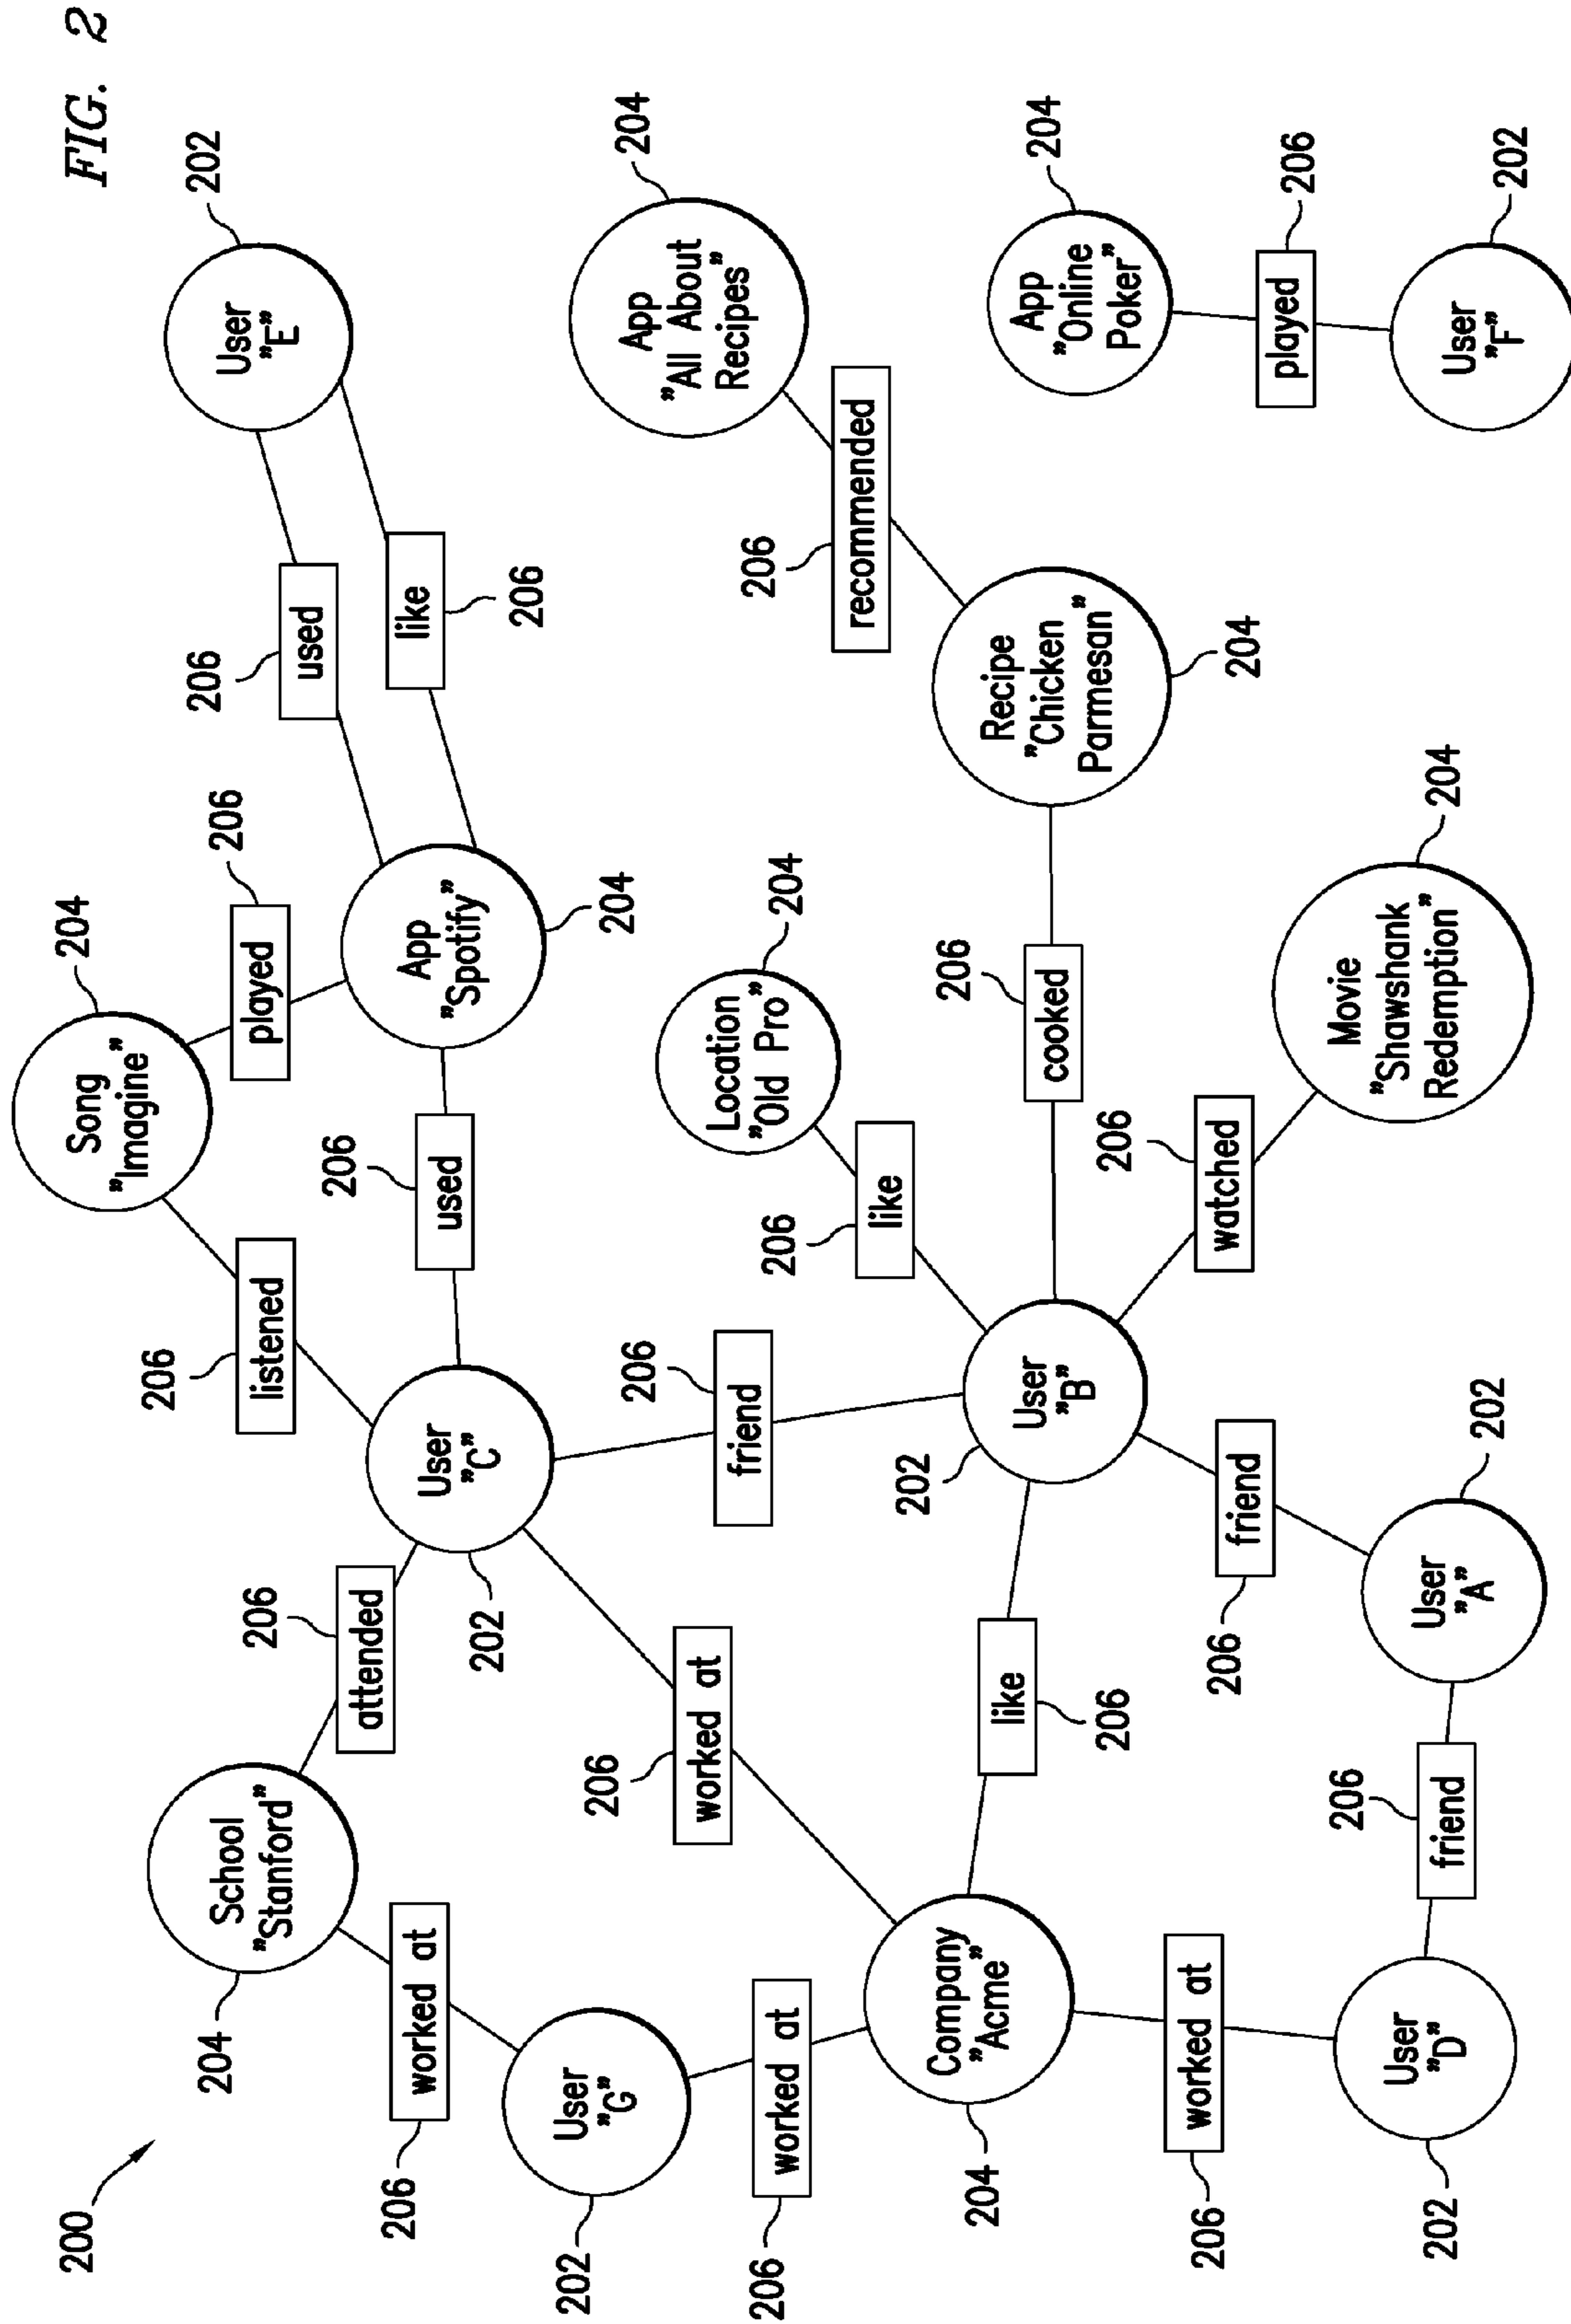 FIG. 2
200
204
Song
”Imagine”
202
User
”E”
206
played
204
School
”Stanford”
206
listened
206
used
204
206
attended
206
like
206
206
worked at
User
”C”
202
206
used
App
”Spotify”
204
User
”G”
202
206
worked at
206
friend
204
Location
”Old Pro”
204
App
”All About”
Recipes”
206
worked at
206
like
206
recommended
Company
”Acme”
204
206
like
202
User
”B”
206
cooked
Recipe
”Chicken
Parmesan”
204
204
App
”Online
Poker”
206
worked at
206
friend
206
watched
206
played
User
”D”
202
206
friend
User
”A”
202
Movie
”Shawshank
Redemption”
204
User
”F”
202